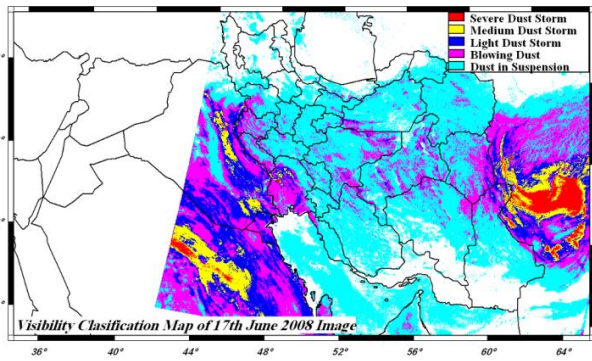 Severe Dust Storm
Medium Dust Storm
Light Dust Storm
Blowing Dust
Dust in Suspension
Visibility Clasification Map of 17th June 2008 Image
36° 40° 44° 48° 52° 56° 60° 64°